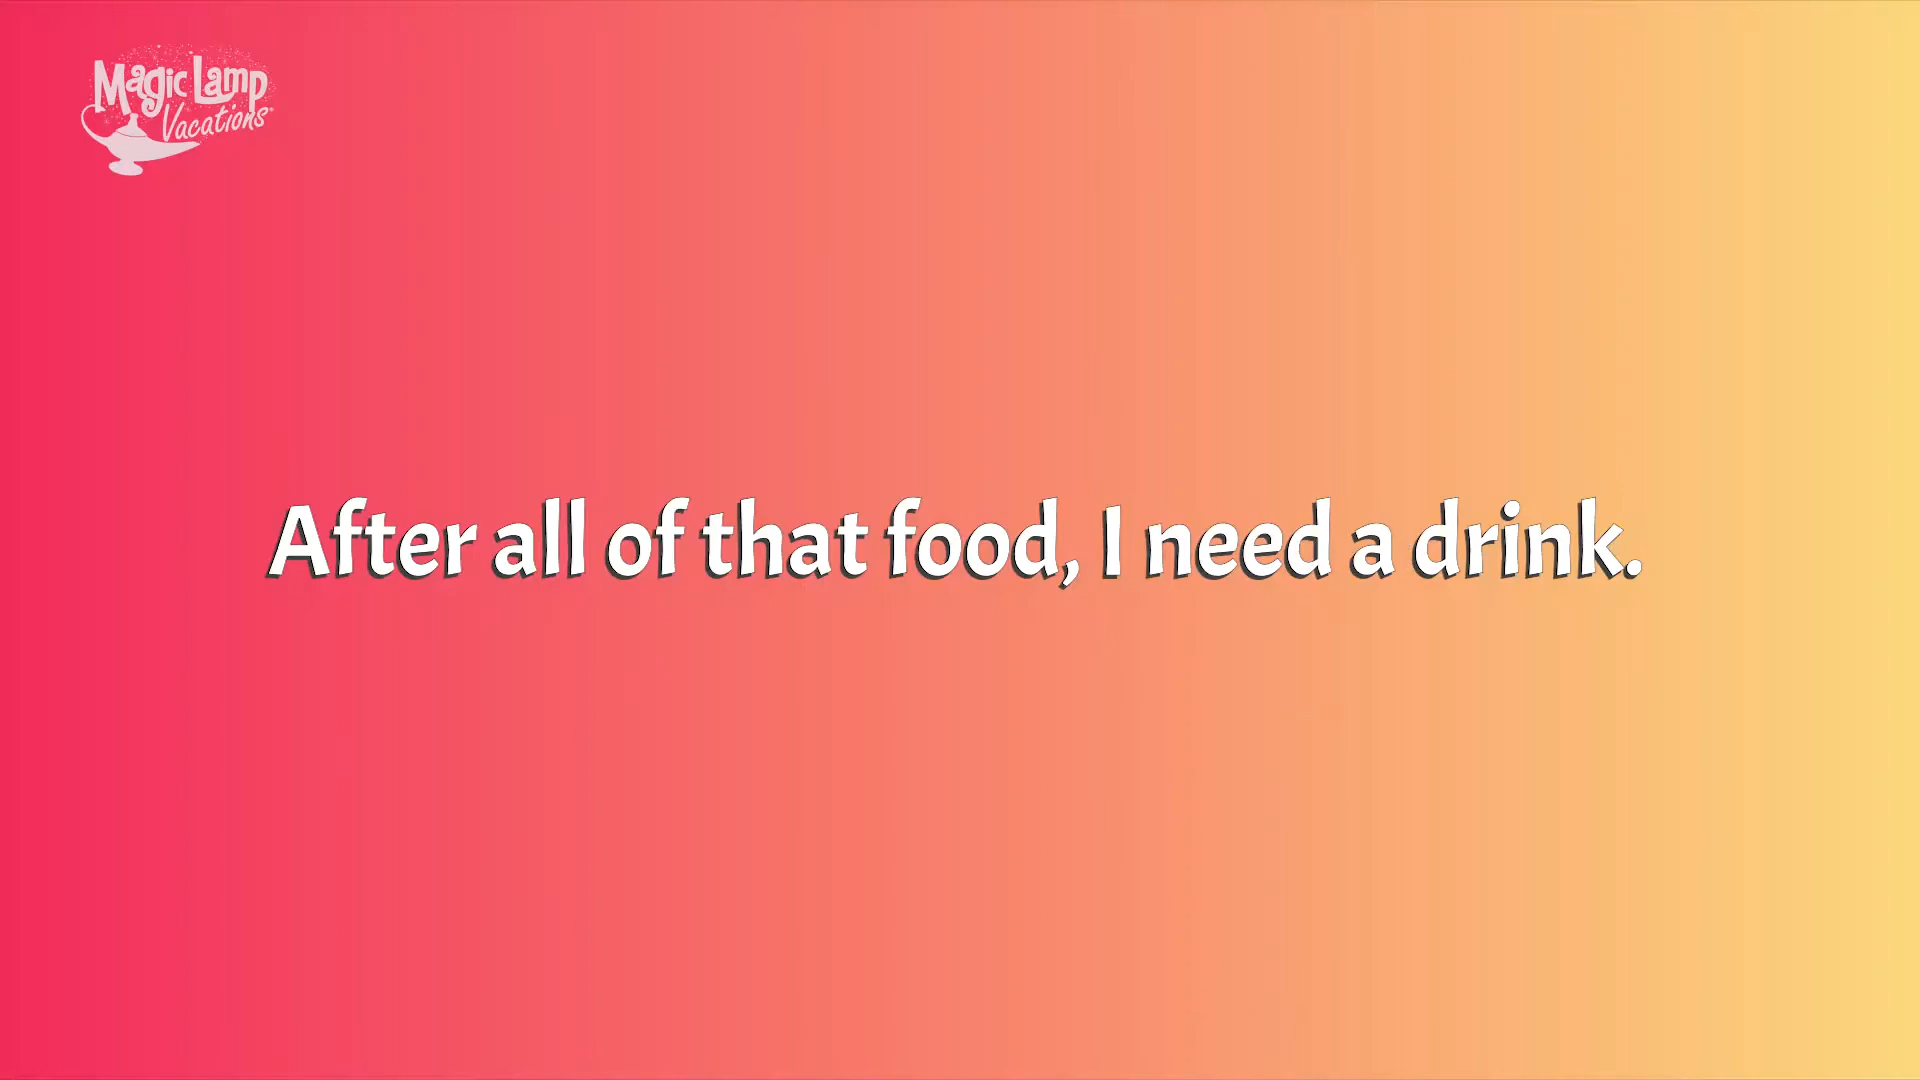 Magic Lamp
Vacations
After all of that food, I need a drink.